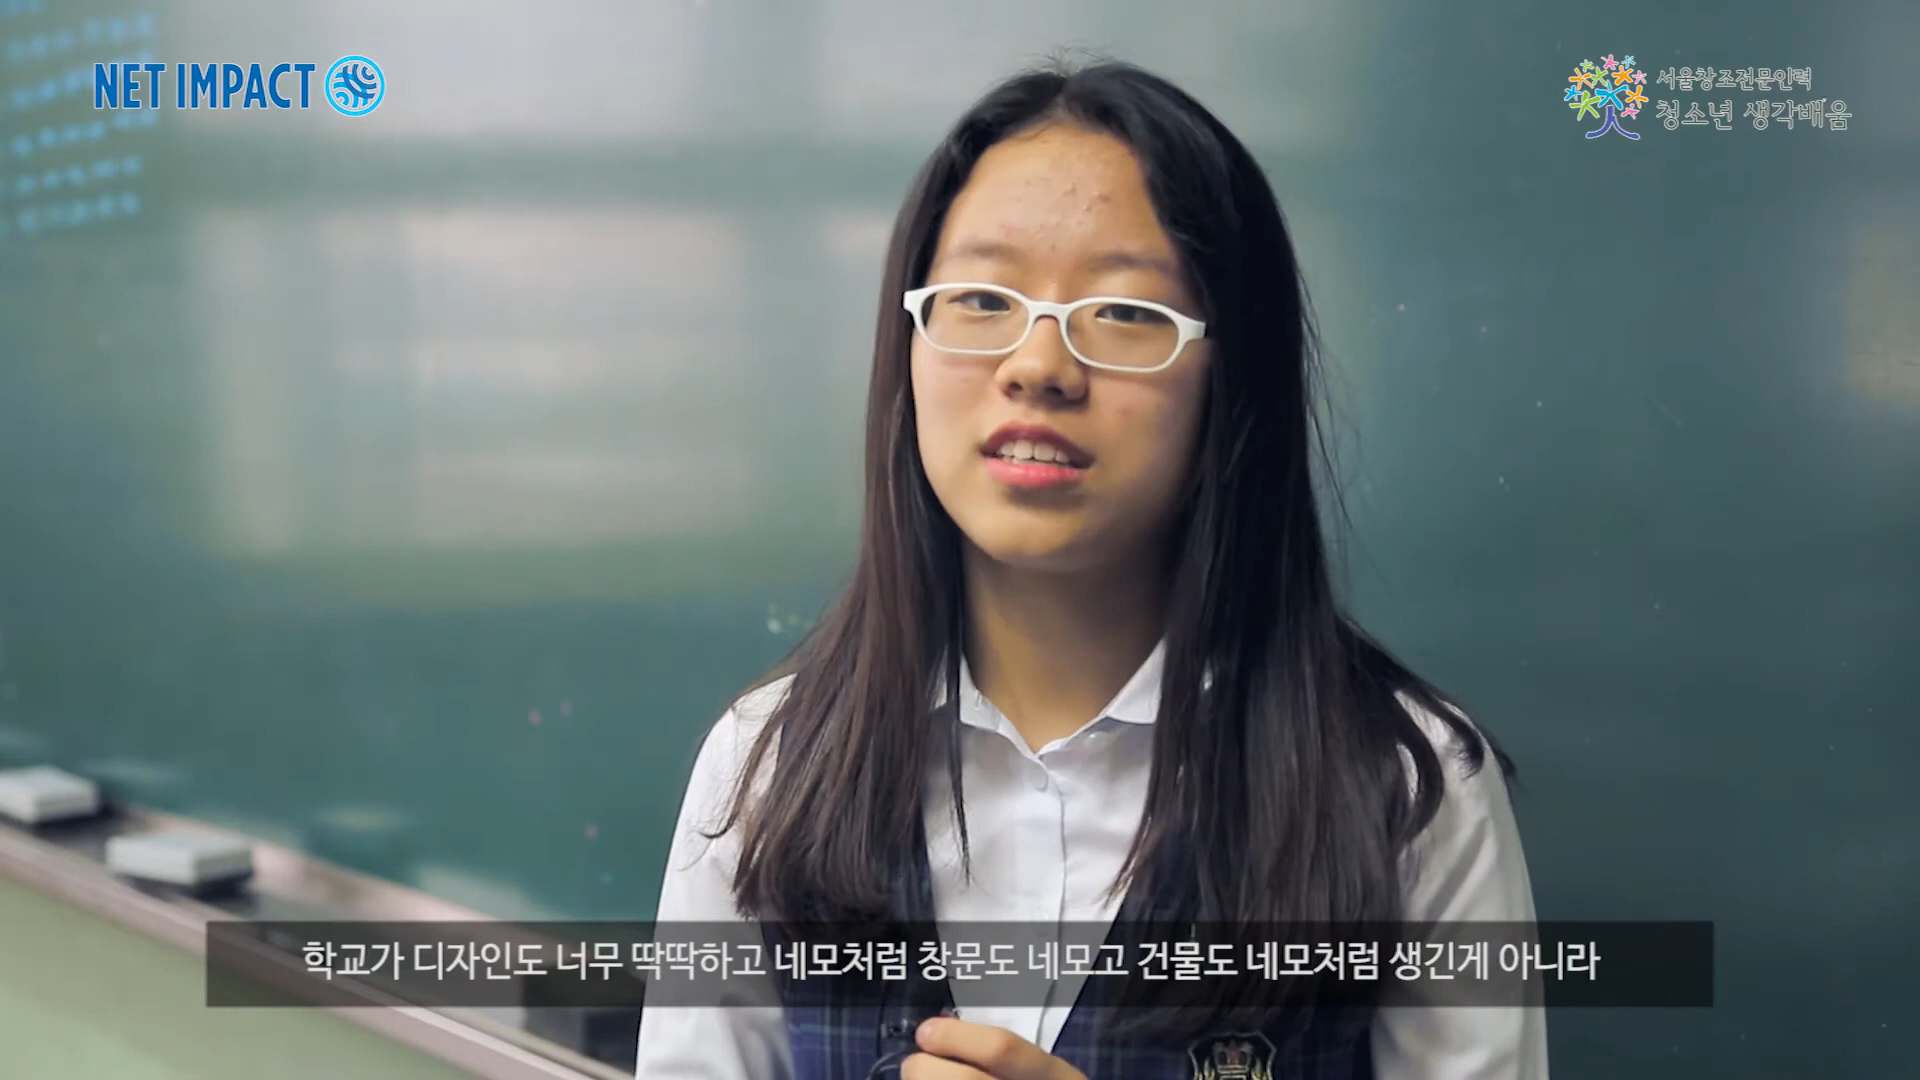 NET IMPACT
서울창조전문인력
청소년 생각배움
학교가 디자인도 너무 딱딱하고 네모처럼 창문도 네모고 건물도 네모처럼 생긴게 아니라